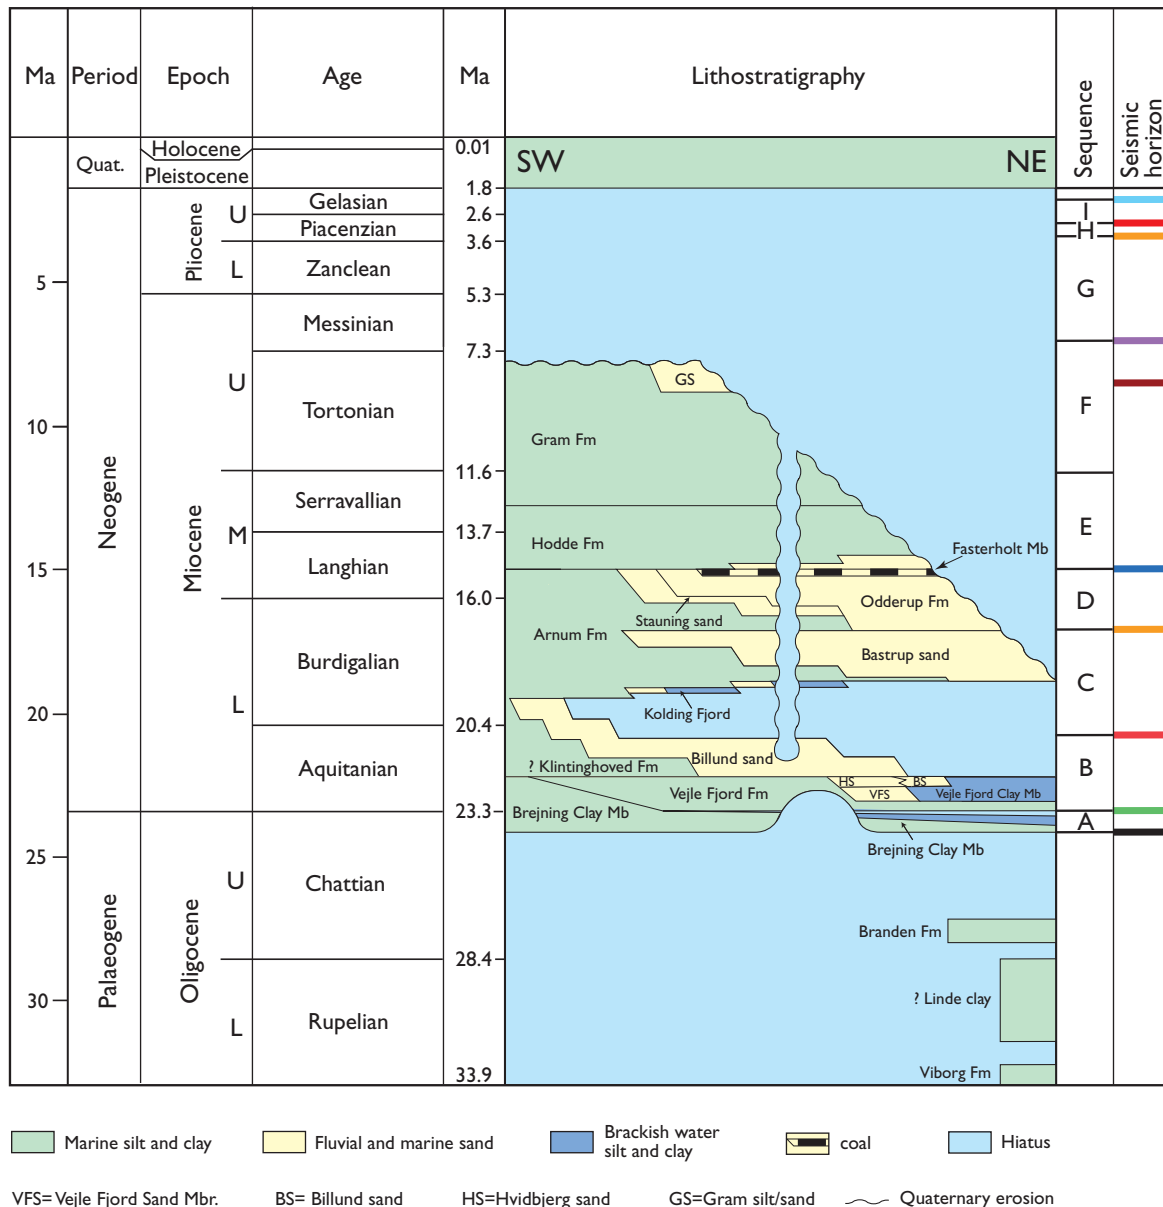 Ma Period Epoch Age Ma Lithostratigraphy Sequence Seismic horizon
Quat. Holocene 0.01 SW NE
Pleistocene
1.8
Pliocene U Gelasian I
2.6
Piacenzian H
3.6
L Zanclean G
5
5.3
Messinian
7.3
Neogene Miocene U GS
Tortonian F
10
Gram Fm
11.6
Serravallian E
M 13.7
Hodde Fm
Fasterholt Mb
Langhian
15
16.0 D
Odderup Fm
Stauning sand
Arnum Fm
Burdigalian Bastrup sand
C
L
Kolding Fjord
20
20.4
Billund sand
Aquitanian ? Klintinghoved Fm B
HS BS
Vejle Fjord Fm VFS Vejle Fjord Clay Mb
23.3 Brejning Clay Mb
A
Brejning Clay Mb
25
Palaeogene Oligocene U Chattian
Branden Fm
28.4
? Linde clay
30
L Rupelian
33.9 Viborg Fm
Marine silt and clay Fluvial and marine sand Brackish water silt and clay coal Hiatus
VFS= Vejle Fjord Sand Mbr. BS= Billund sand HS=Hvidbjerg sand GS=Gram silt/sand Quaternary erosion